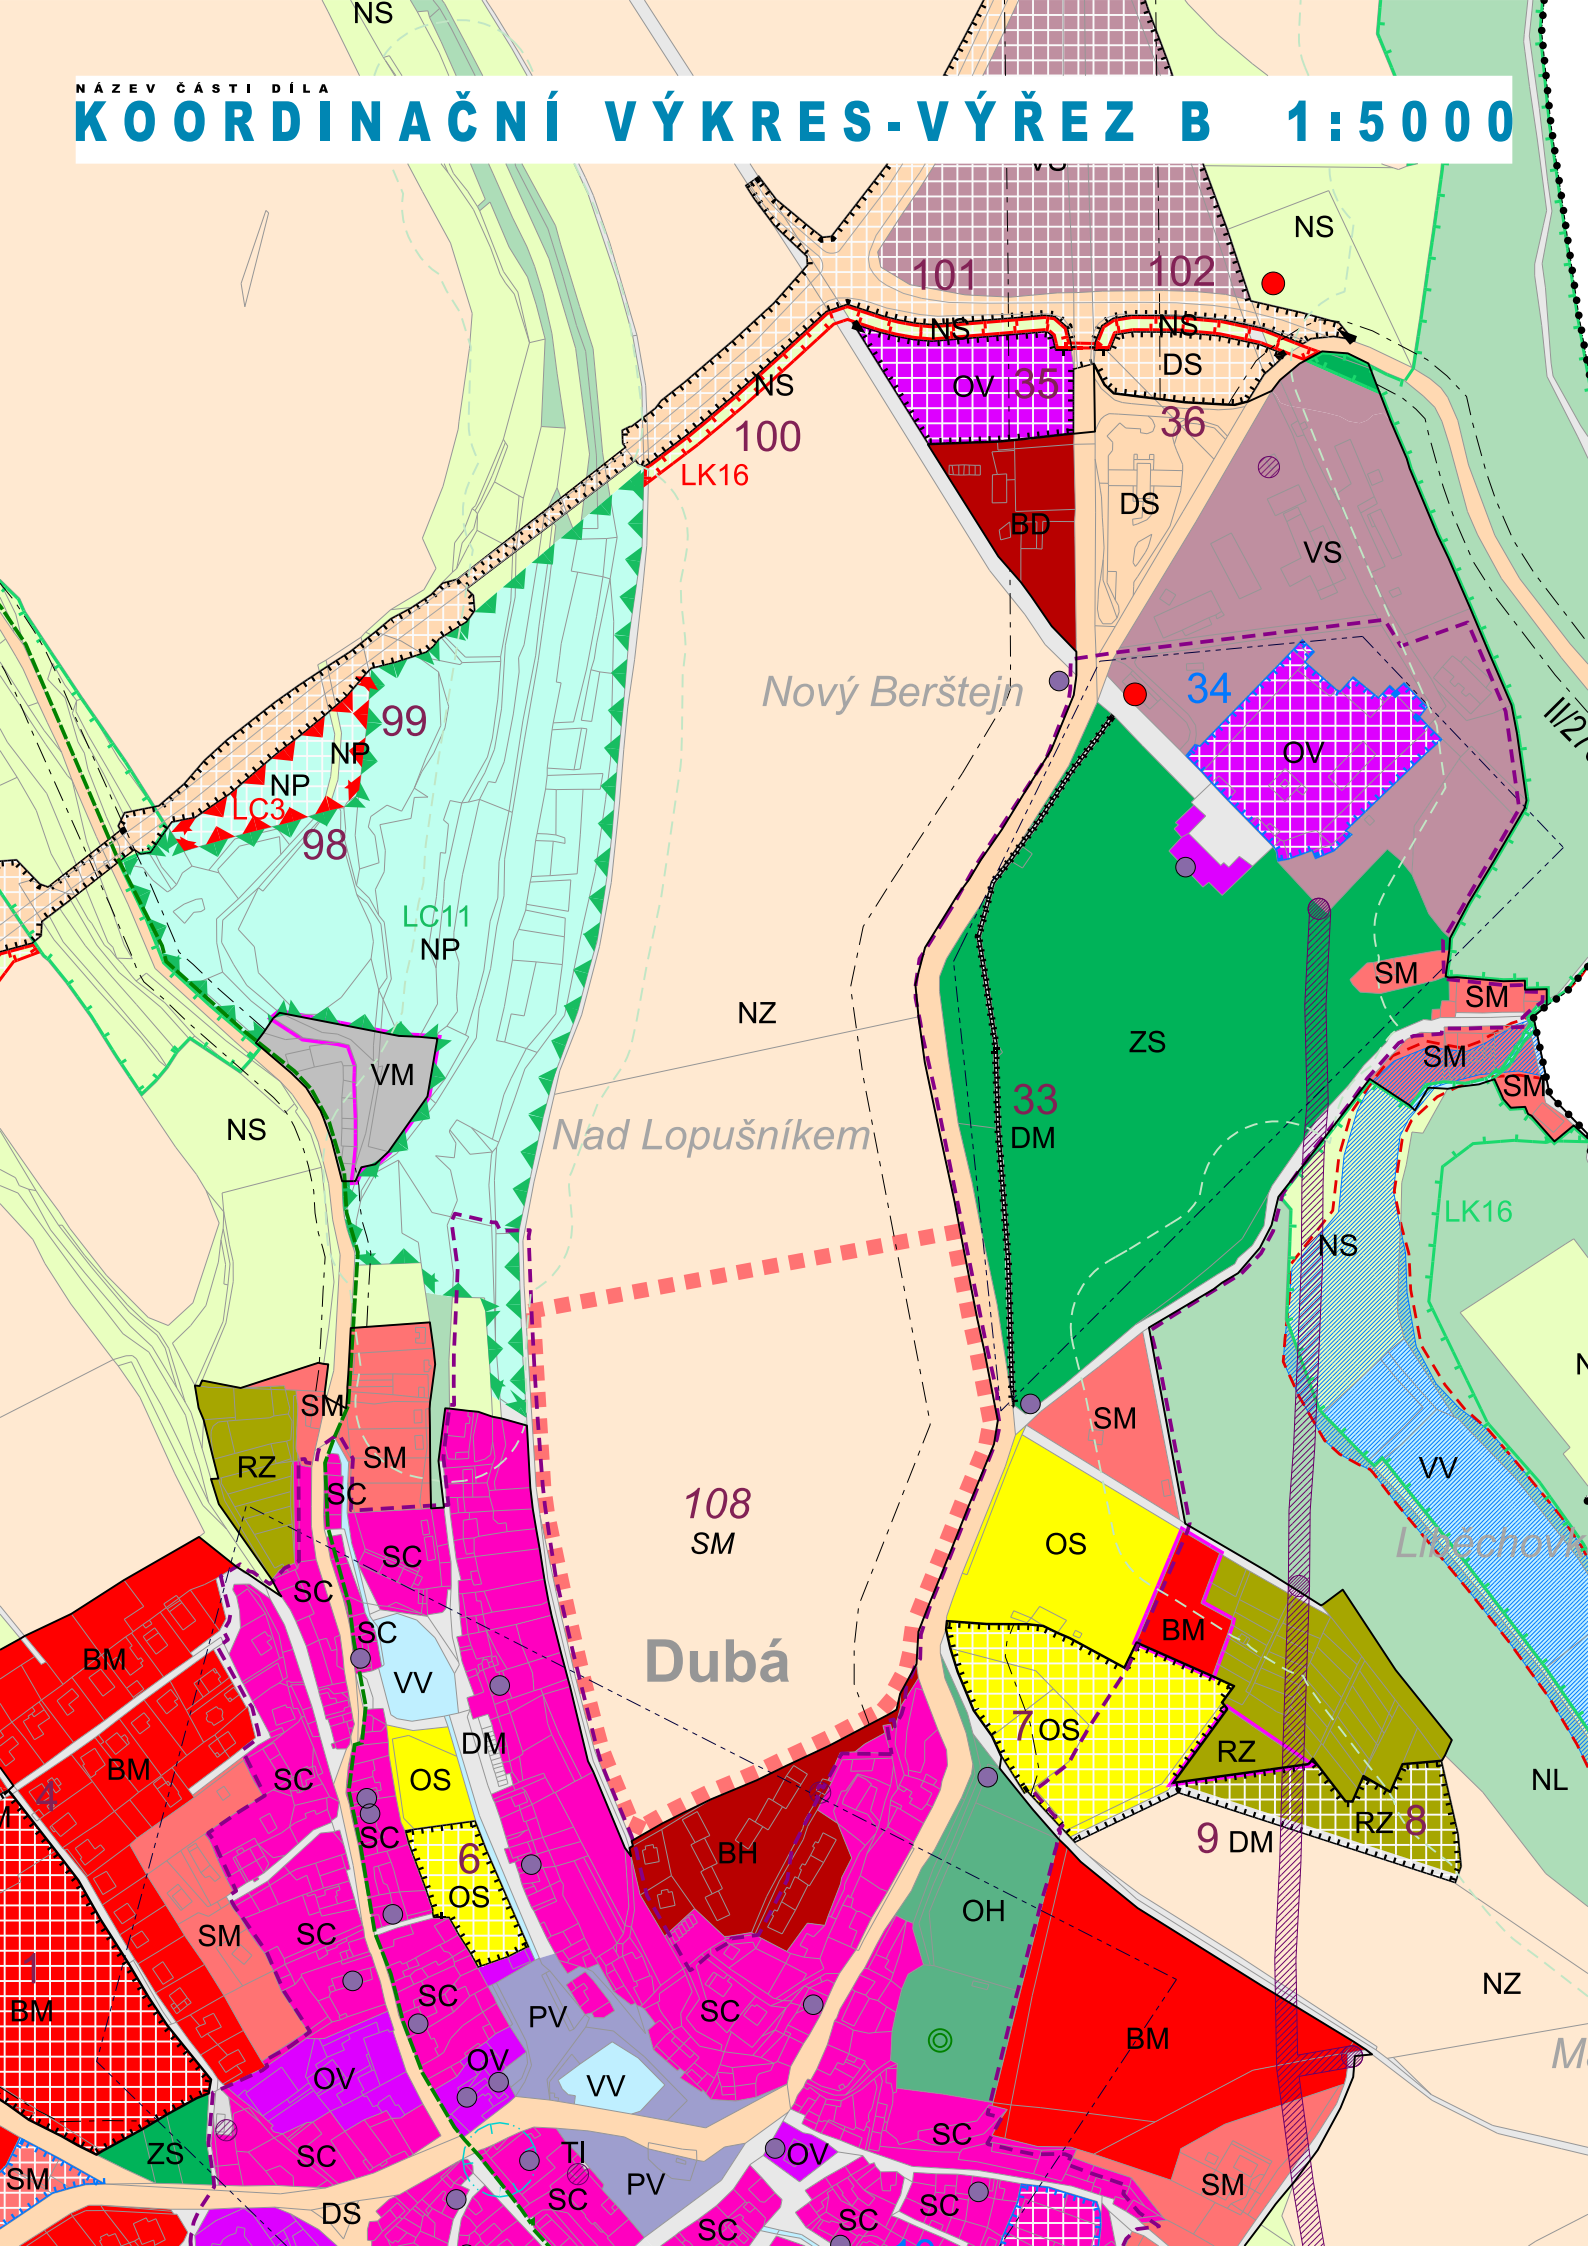 NS
NÁZEV ČÁSTI DÍLA
KOORDINAČNÍ VÝKRES-VÝŘEZ B 1:5000
NS
101
102
NS
NS
DS
NS
OV 35
36
100
LK16
DS
BD
VS
Nový Berštejn
34
99
NP
OV
NP
LC3
98
LC11
NP
SM
SM
NZ
ZS
SM
VM
SM
33
NS
Nad Lopušníkem
DM
LK16
NS
SM
SM
SM
RZ
VV
SC
108
SM
OS
SC
SC
BM
SC
BM
VV
Dubá
7 OS
DM
RZ
SC
BM
OS
NL
4
SC
RZ 8
9 DM
6
BH
OS
OH
SM
SC
1
NZ
SC
BM
PV
SC
BM
OV
OV
VV
SC
TI
OV
ZS
SC
PV
SM
SM
SC
SC
DS
SC
SC